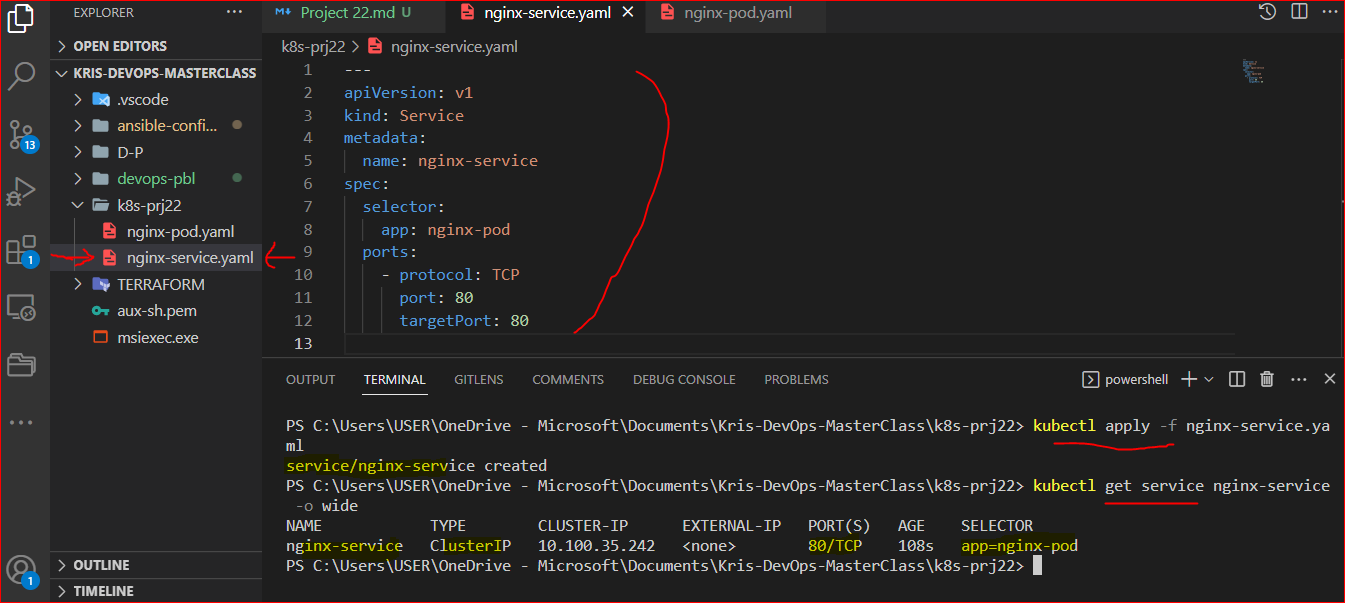 EXPLORER
Project 22.md U
nginx-service.yaml
nginx-pod.yaml
OPEN EDITORS
k8s-prj22 > nginx-service.yaml
KRIS-DEVOPS-MASTERCLASS
.vscode
ansible-confi...
D-P
devops-pbl
k8s-prj22
nginx-pod.yaml
nginx-service.yaml
TERRAFORM
aux-sh.pem
msiexec.exe
OUTLINE
TIMELINE
13
1
1
1 ---
2 apiVersion: v1
3 kind: Service
4 metadata:
5 name: nginx-service
6 spec:
7 selector:
8 app: nginx-pod
9 ports:
10 - protocol: TCP
11 port: 80
12 targetPort: 80
13
OUTPUT TERMINAL GITLENS COMMENTS DEBUG CONSOLE PROBLEMS
powershell
PS C:\Users\USER\OneDrive - Microsoft\Documents\Kris-DevOps-MasterClass\k8s-prj22> kubectl apply -f nginx-service.ya
ml
service/nginx-service created
PS C:\Users\USER\OneDrive - Microsoft\Documents\Kris-DevOps-MasterClass\k8s-prj22> kubectl get service nginx-service
-o wide
NAME TYPE CLUSTER-IP EXTERNAL-IP PORT(S) AGE SELECTOR
nginx-service ClusterIP 10.100.35.242 <none> 80/TCP 108s app=nginx-pod
PS C:\Users\USER\OneDrive - Microsoft\Documents\Kris-DevOps-MasterClass\k8s-prj22>